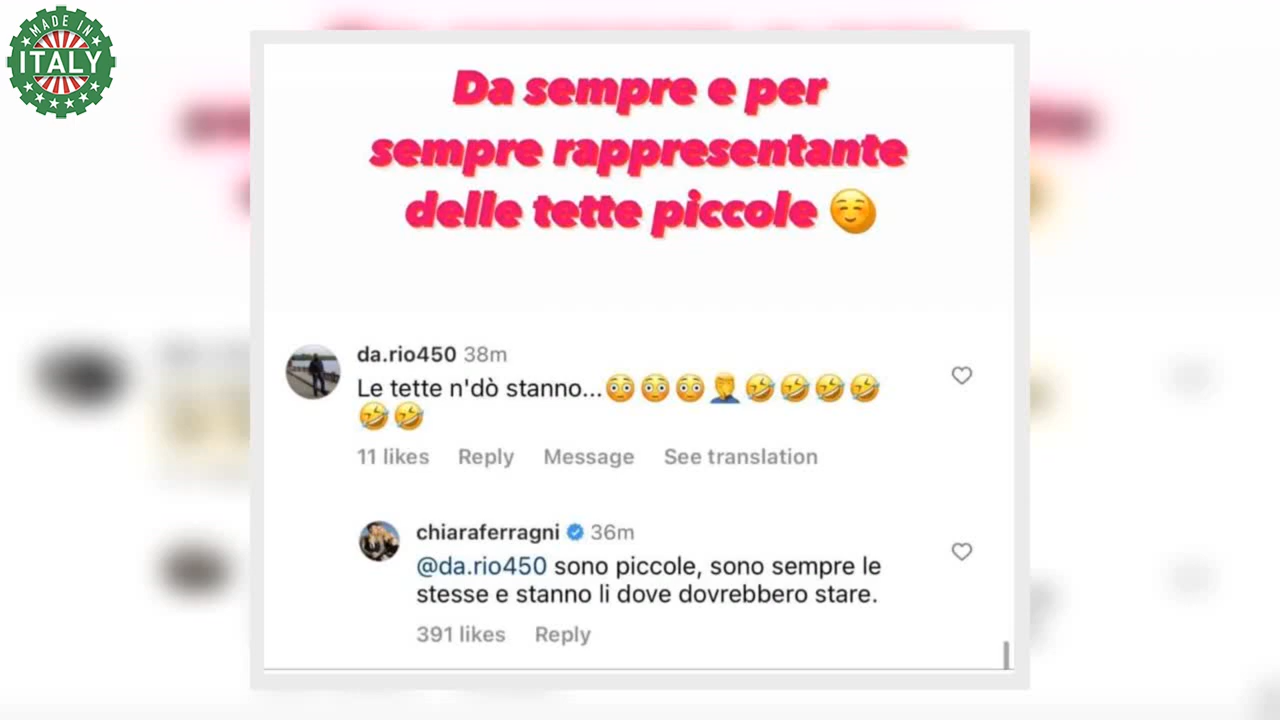 MADE IN
ITALY
Da sempre e per
sempre rappresentante
delle tette piccole ☺️
da.rio450 38m
Le tette n'dò stanno...😳😳😳🤦‍♂️🤣🤣🤣🤣
🤣🤣
11 likes Reply Message See translation
chiaraferragni 36m
@da.rio450 sono piccole, sono sempre le
stesse e stanno li dove dovrebbero stare.
391 likes Reply